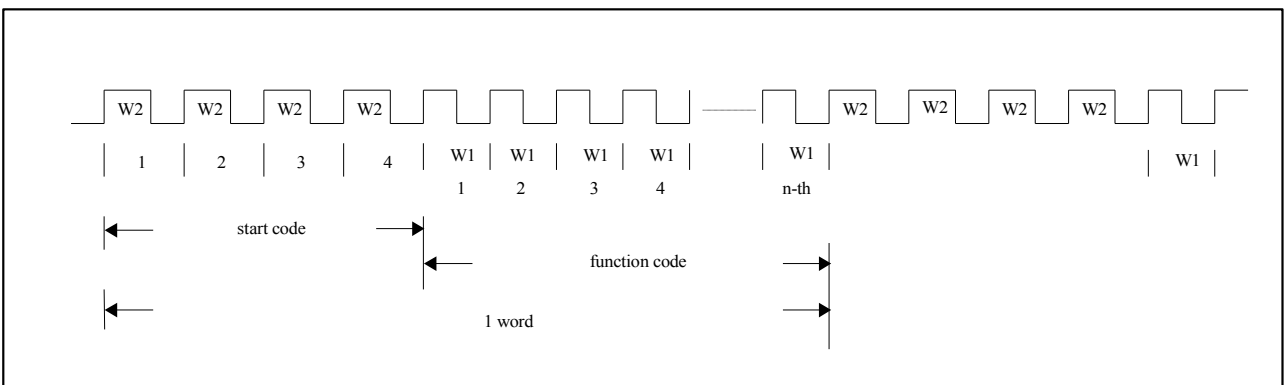 W2 W2 W2 W2 W2 W2 W2 W2
1 2 3 4 W1 W1 W1 W1 W1 W1
1 2 3 4 n-th
start code
function code
1 word